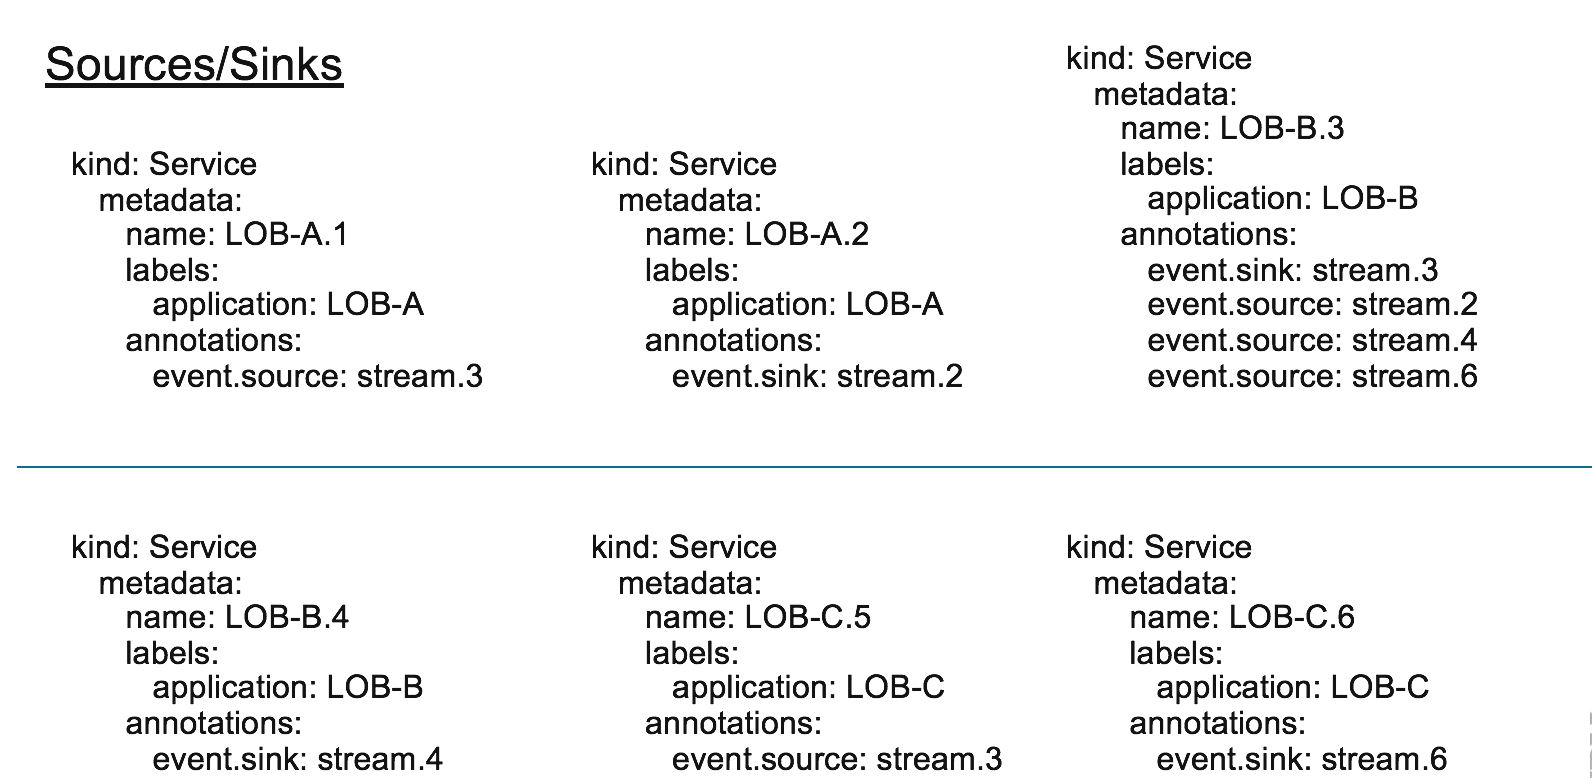 Sources/Sinks
kind: Service
metadata:
name: LOB-A.1
labels:
application: LOB-A
annotations:
event.source: stream.3
kind: Service
metadata:
name: LOB-A.2
labels:
application: LOB-A
annotations:
event.sink: stream.2
kind: Service
metadata:
name: LOB-B.3
labels:
application: LOB-B
annotations:
event.sink: stream.3
event.source: stream.2
event.source: stream.4
event.source: stream.6
kind: Service
metadata:
name: LOB-B.4
labels:
application: LOB-B
annotations:
event.sink: stream.4
kind: Service
metadata:
name: LOB-C.5
labels:
application: LOB-C
annotations:
event.source: stream.3
kind: Service
metadata:
name: LOB-C.6
labels:
application: LOB-C
annotations:
event.sink: stream.6